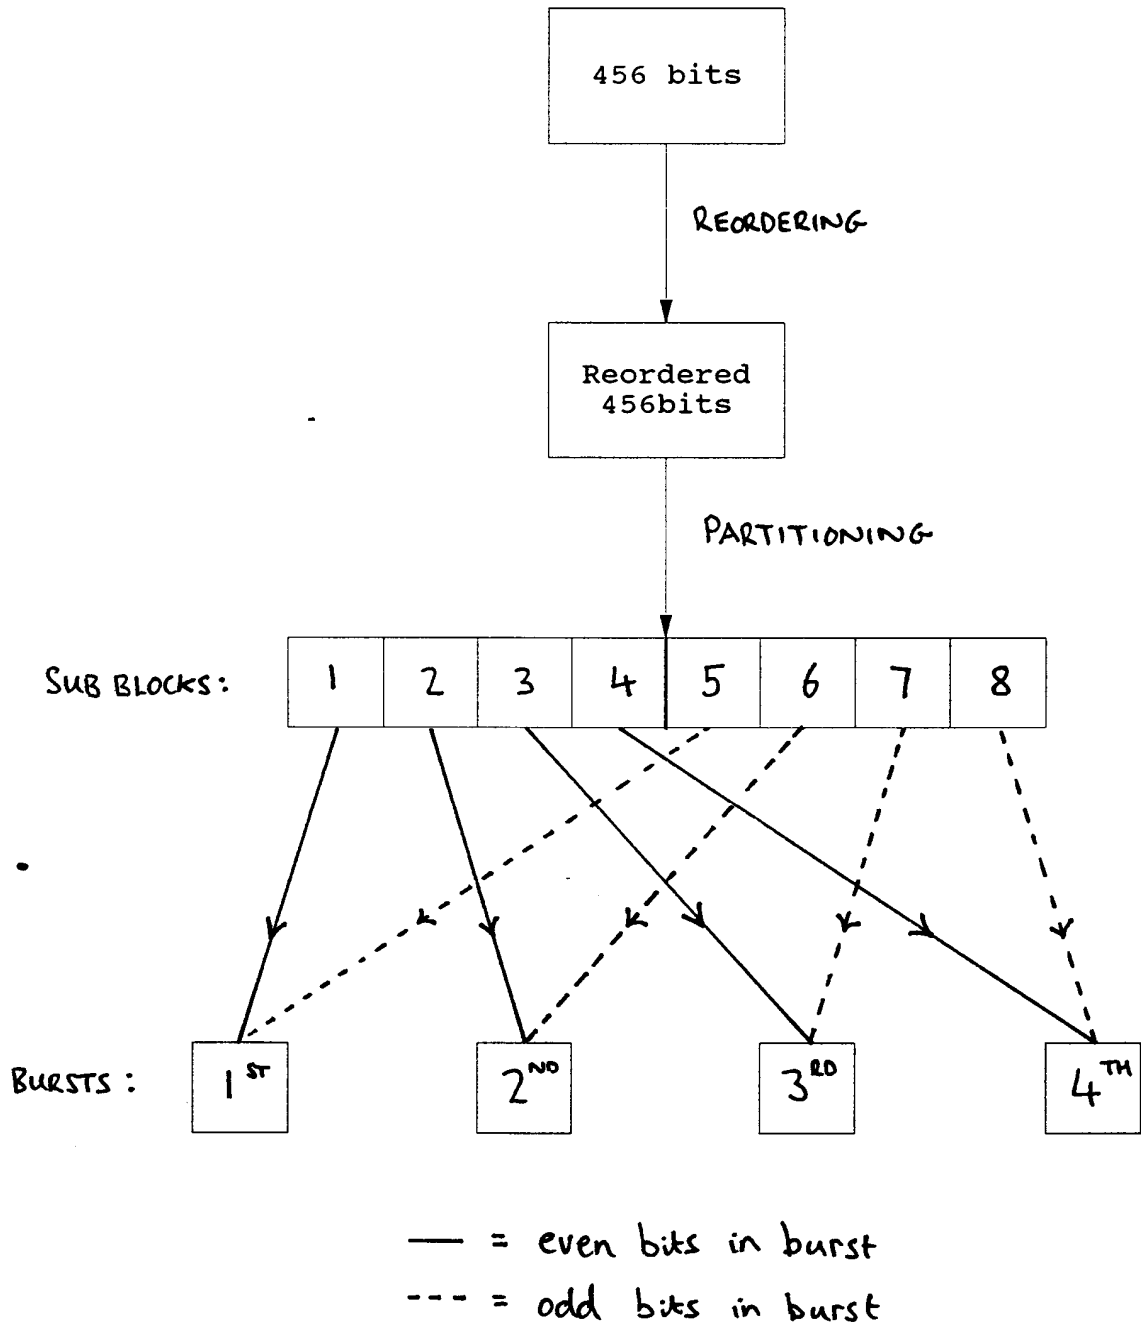 456 bits
REORDERING
Reordered
456bits
PARTITIONING
SUB BLOCKS: 1 2 3 4 5 6 7 8
BURSTS: 1ST 2ND 3RD 4TH
— = even bits in burst
--- = odd bits in burst